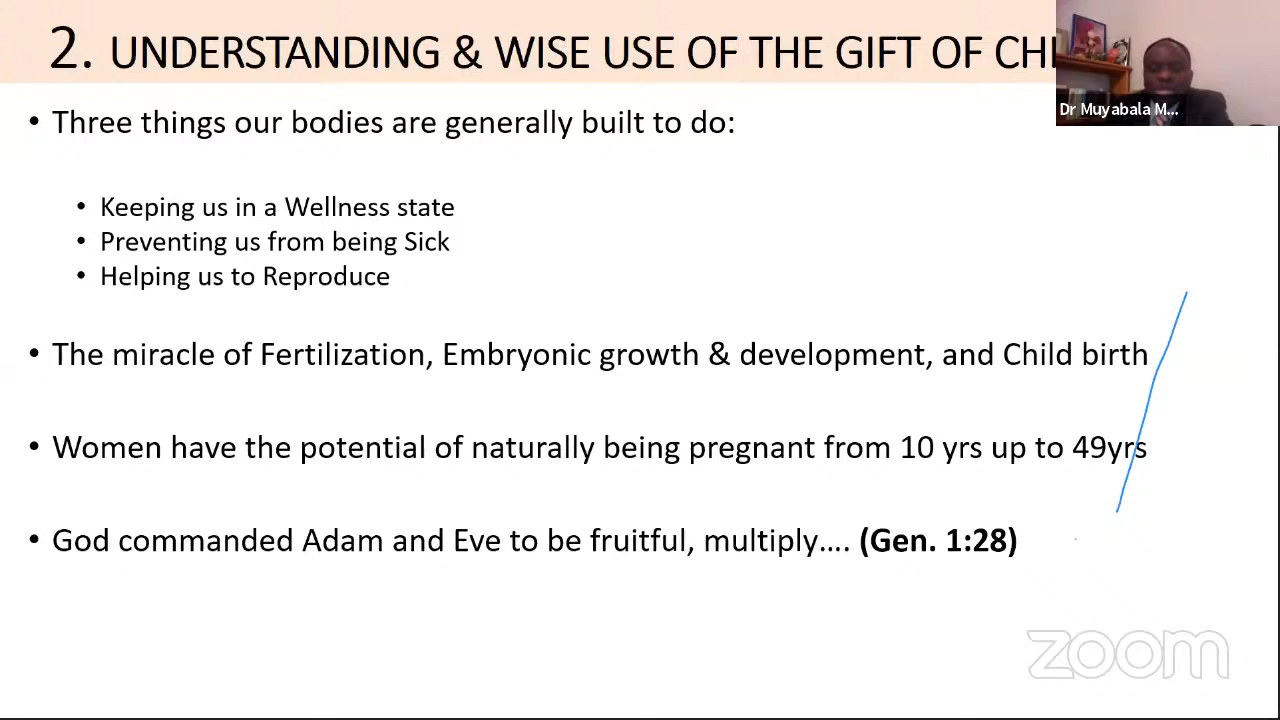 2. UNDERSTANDING & WISE USE OF THE GIFT OF
Dr Muyabala M...
• Three things our bodies are generally built to do:
• Keeping us in a Wellness state
• Preventing us from being Sick
• Helping us to Reproduce
• The miracle of Fertilization, Embryonic growth & development, and Child birth
• Women have the potential of naturally being pregnant from 10 yrs up to 49yrs
• God commanded Adam and Eve to be fruitful, multiply…. (Gen. 1:28)
zoom